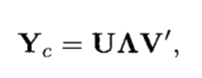 Y_c = UΛV′,